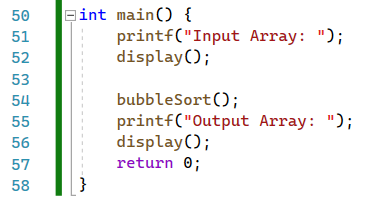 50 int main() {
51     printf("Input Array: ");
52     display();
53
54     bubbleSort();
55     printf("Output Array: ");
56     display();
57     return 0;
58 }